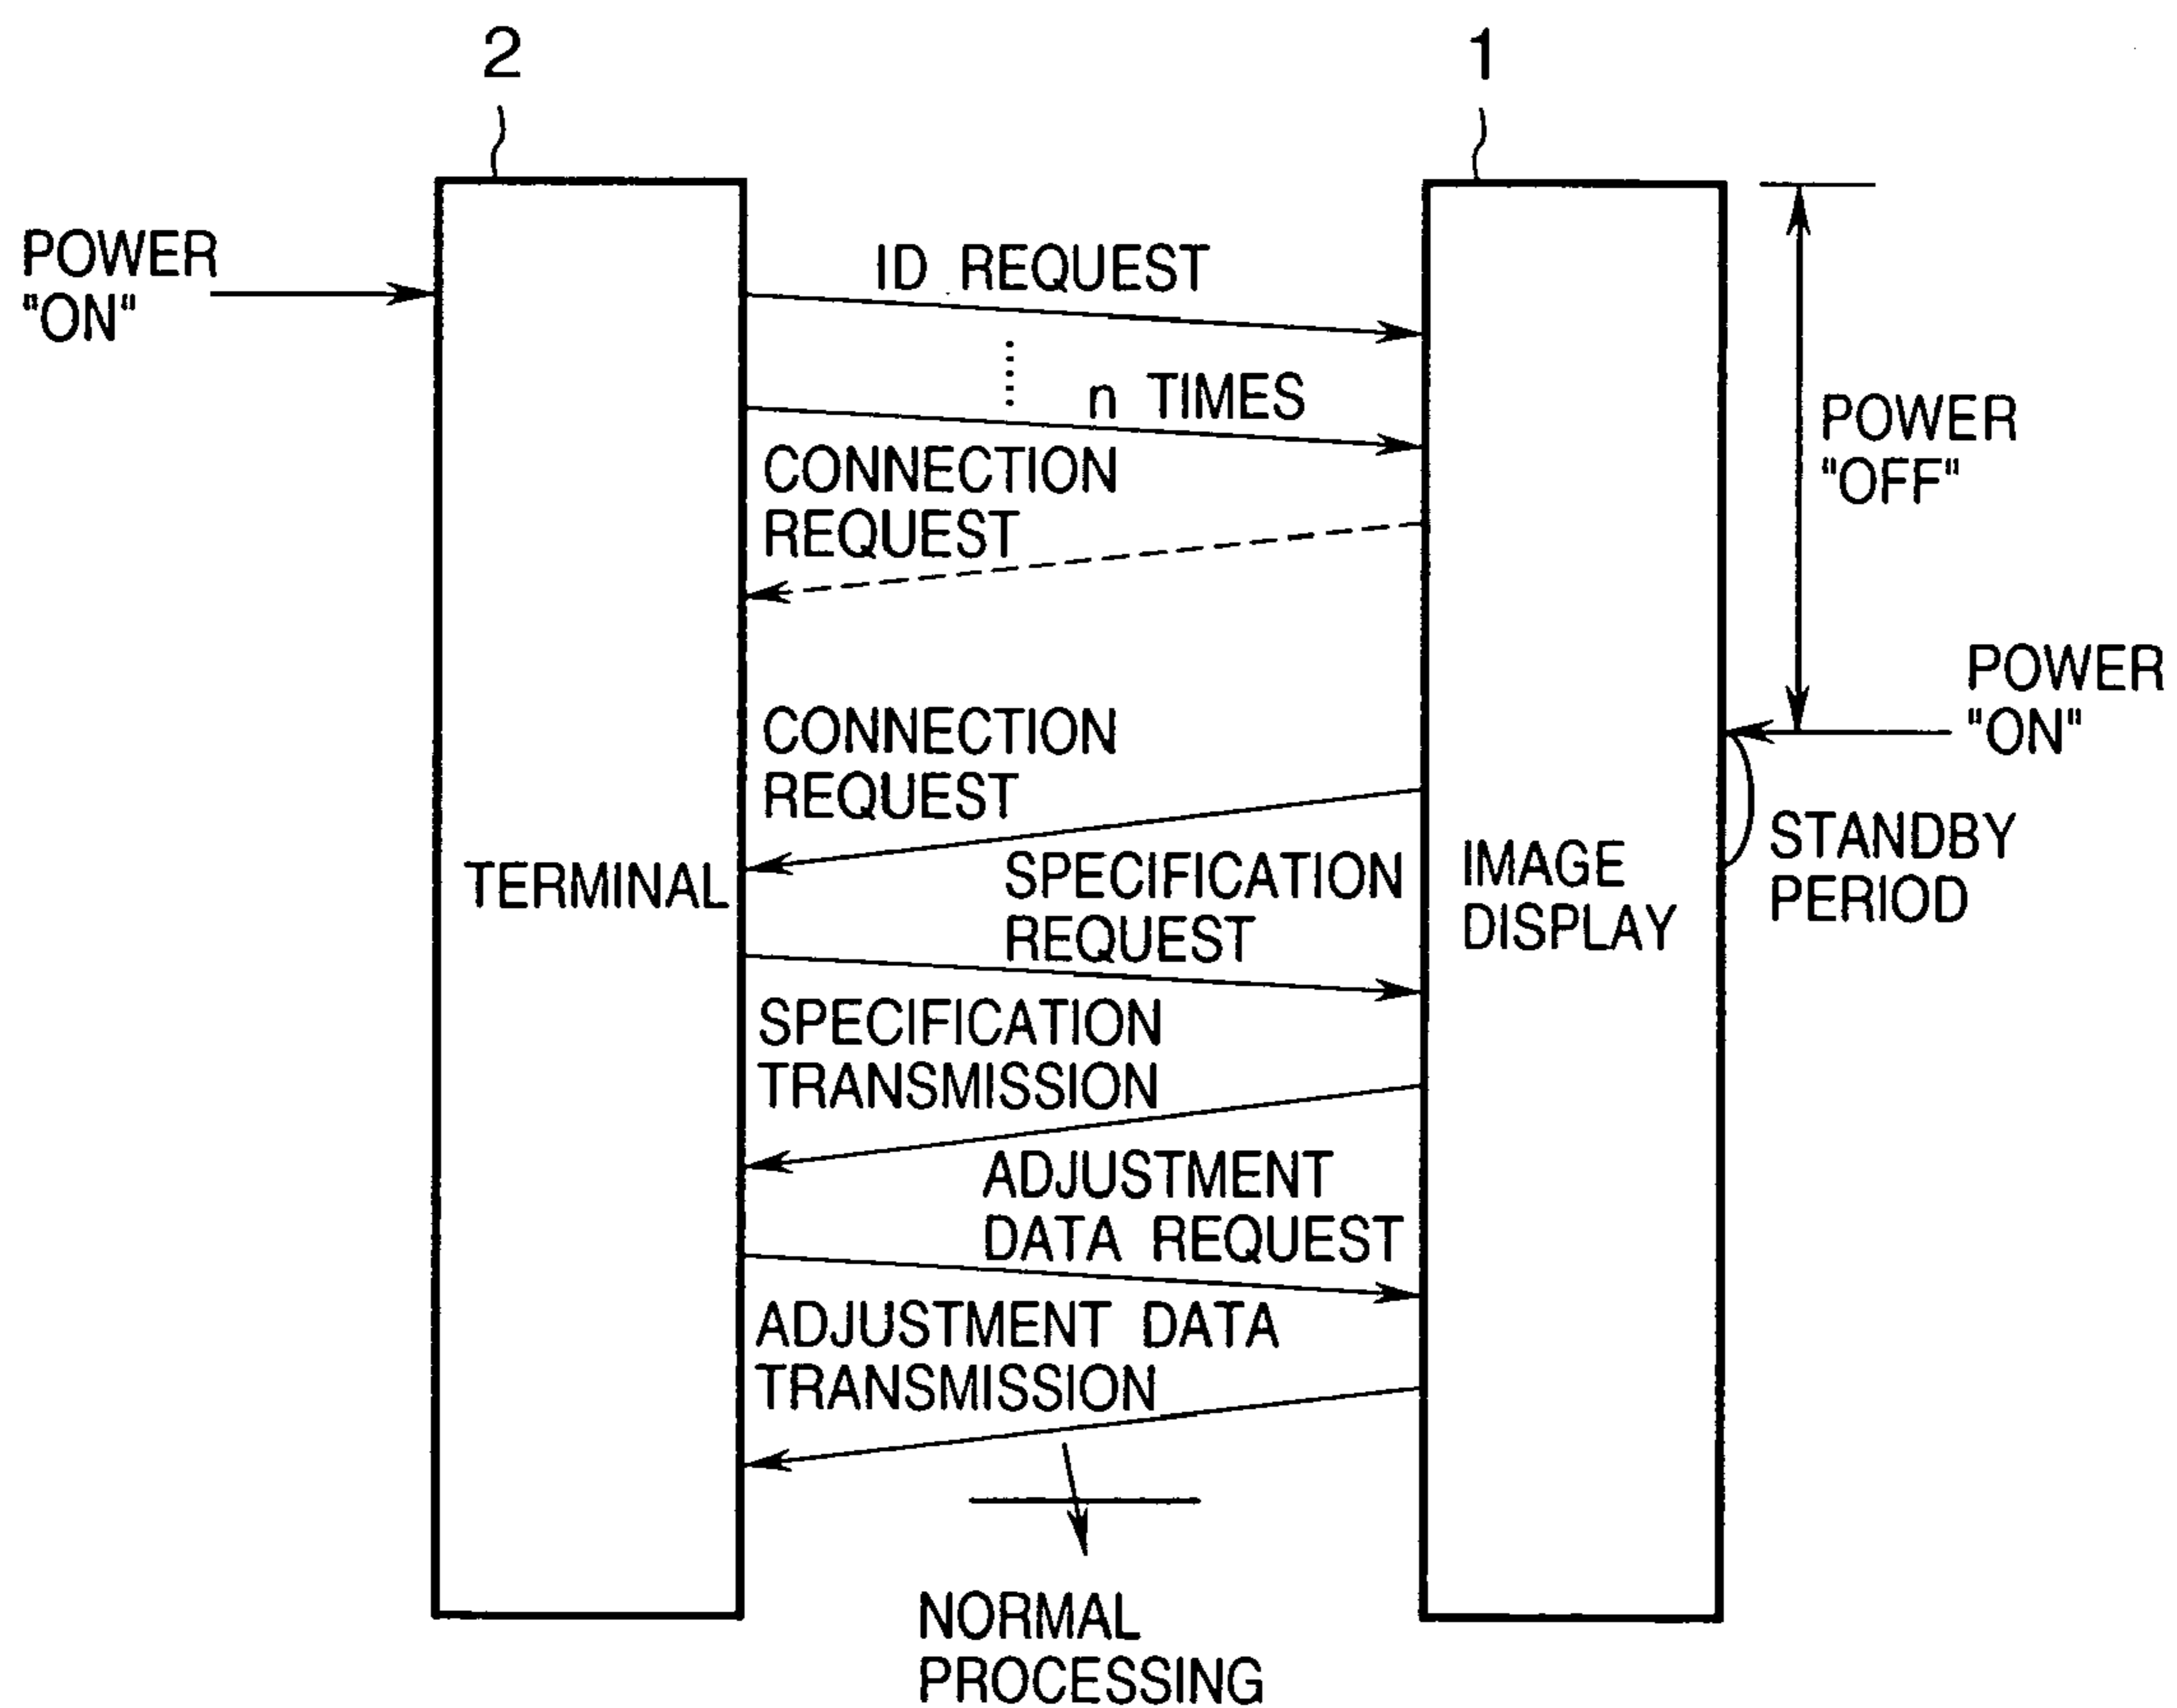 2
1
POWER
"ON"
ID REQUEST
n TIMES
POWER
"OFF"
CONNECTION
REQUEST
POWER
"ON"
CONNECTION
REQUEST
STANDBY
PERIOD
TERMINAL
IMAGE
DISPLAY
SPECIFICATION
REQUEST
SPECIFICATION
TRANSMISSION
ADJUSTMENT
DATA REQUEST
ADJUSTMENT DATA
TRANSMISSION
NORMAL
PROCESSING